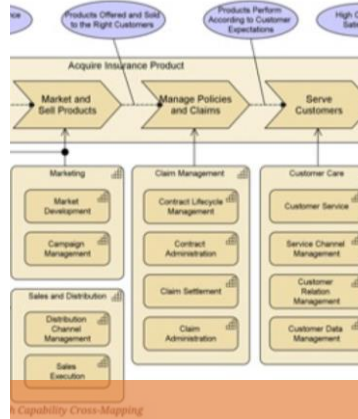 nce
Products Offered and Sold
to the Right Customers
Products Perform
According to Customer
Expectations
High C
Sati
Acquire Insurance Product
Market and
Sell Products
Manage Policies
and Claims
Serve
Customers
Marketing
Market
Development
Campaign
Management
Sales and Distribution
Distribution
Channel
Management
Sales
Execution
Claim Management
Contract Lifecycle
Management
Contract
Administration
Claim Settlement
Claim
Administration
Customer Care
Customer Service
Service Channel
Management
Customer
Relation
Management
Customer Data
Management
h Capability Cross-Mapping